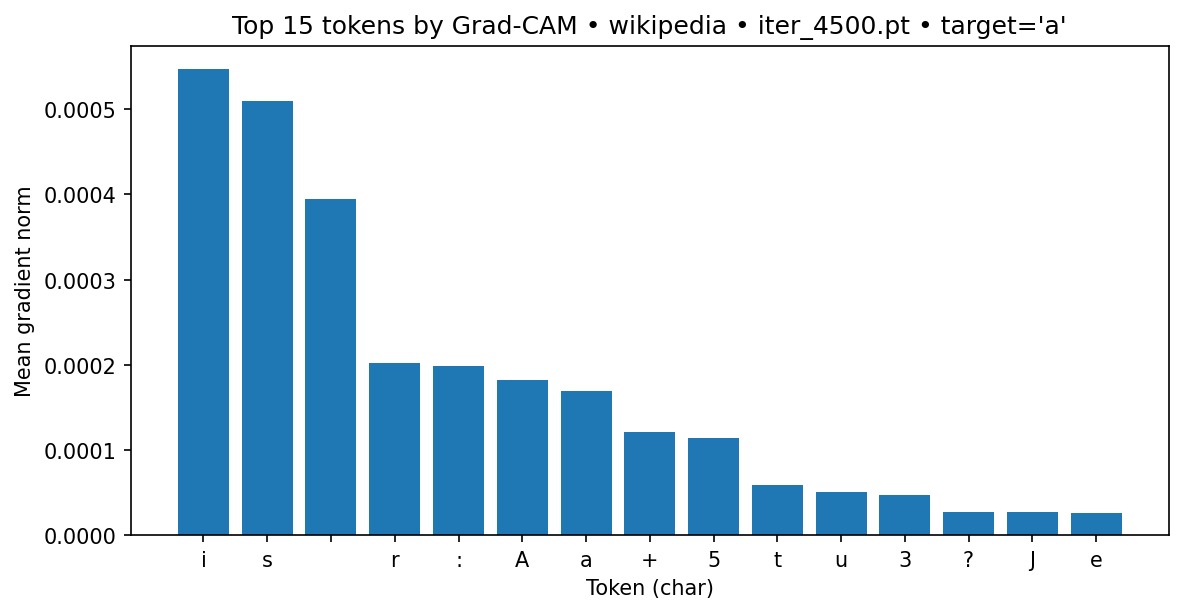 Top 15 tokens by Grad-CAM • wikipedia • iter_4500.pt • target='a'
Mean gradient norm
0.0005
0.0004
0.0003
0.0002
0.0001
0.0000
i s r : A a + 5 t u 3 ? J e
Token (char)